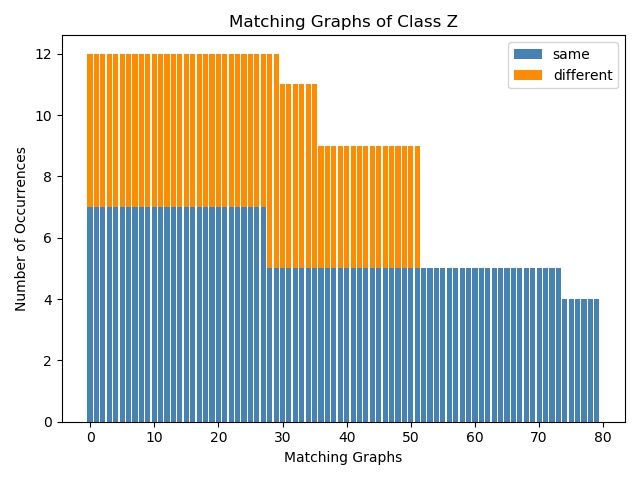 Matching Graphs of Class Z
same
different
Number of Occurrences
12
10
8
6
4
2
0
0 10 20 30 40 50 60 70 80
Matching Graphs